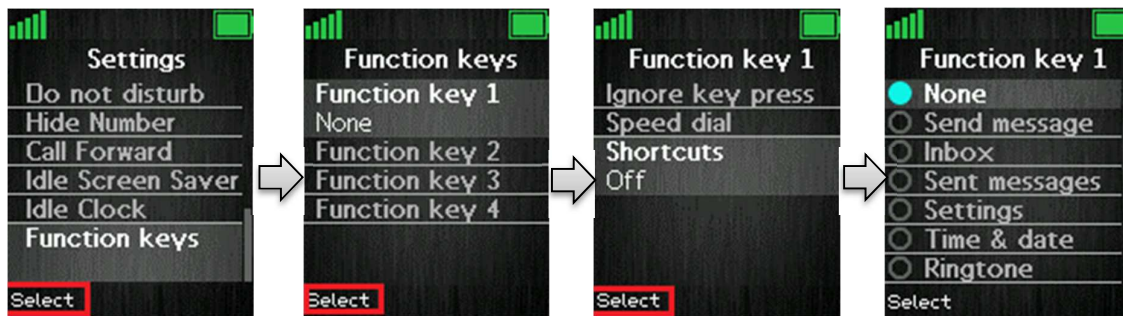 Settings
Do not disturb
Hide Number
Call Forward
Idle Screen Saver
Idle Clock
Function keys
Select
Function keys
Function key 1
None
Function key 2
Function key 3
Function key 4
Select
Function key 1
Ignore key press
Speed dial
Shortcuts
Off
Select
Function key 1
None
Send message
Inbox
Sent messages
Settings
Time & date
Ringtone
Select